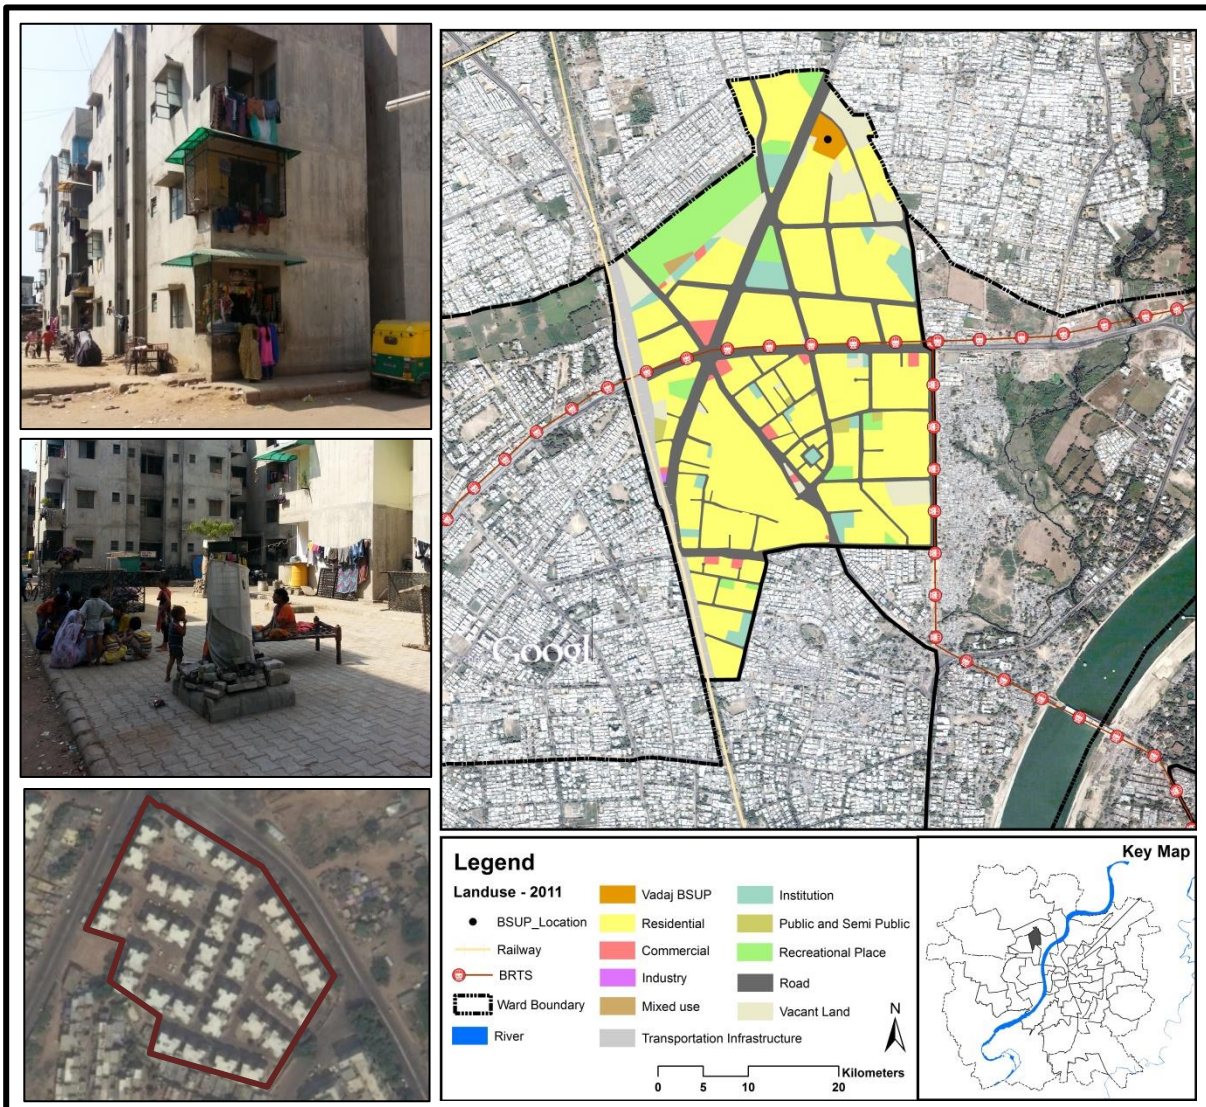 Googl
Legend
Key Map
Landuse - 2011
BSUP_Location
Railway
BRTS
Ward Boundary
River
Vadaj BSUP
Residential
Commercial
Industry
Mixed use
Transportation Infrastructure
Institution
Public and Semi Public
Recreational Place
Road
Vacant Land
N
Kilometers
0 5 10 20